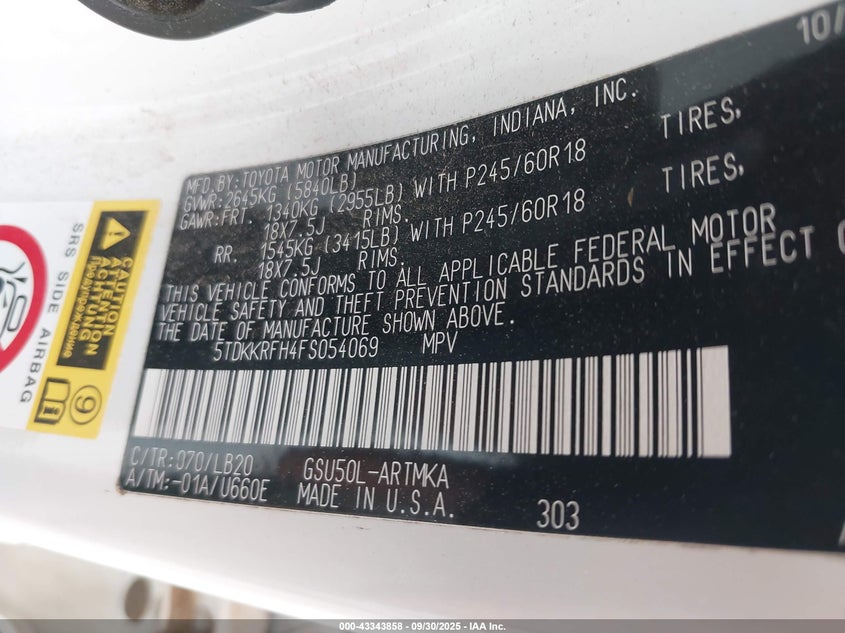 10/
MFD.BY:TOYOTA MOTOR MANUFACTURING, INDIANA, INC.
GVWR:2645KG (5840LB)
GAWR:FRT. 1340KG (2955LB) WITH P245/60R18 TIRES,
18X7.5J RIMS.
RR. 1545KG (3415LB) WITH P245/60R18 TIRES,
18X7.5J RIMS.
THIS VEHICLE CONFORMS TO ALL APPLICABLE FEDERAL MOTOR
VEHICLE SAFETY AND THEFT PREVENTION STANDARDS IN EFFECT O
THE DATE OF MANUFACTURE SHOWN ABOVE.
5TDKKRFH4FS054069 MPV
C/TR:070/LB20 GSU50L-ARTMKA
A/TM:-01A/U660E MADE IN U.S.A. 303
SRS SIDE AIRBAG
CAUTION
ATENTION
ACHTUNG
Предупреждение
9
000-43343858 - 09/30/2025 - IAA Inc.